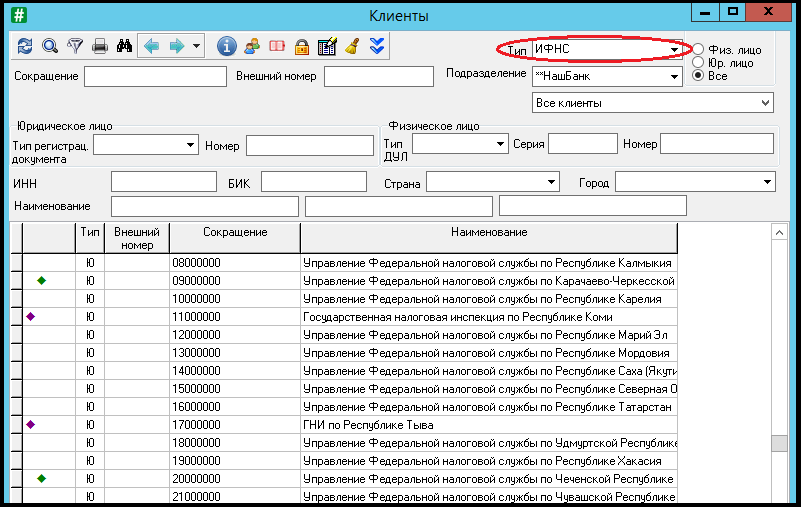 Клиенты
Тип ИФНС Физ. лицо
Юр. лицо
Сокращение Внешний номер Подразделение **НашБанк Все
Все клиенты
Юридическое лицо Физическое лицо
Тип регистрац. документа Номер Тип ДУЛ Серия Номер
ИНН БИК Страна Город
Наименование
Тип Внешний номер Сокращение Наименование
Ю 08000000 Управление Федеральной налоговой службы по Республике Калмыкия
Ю 09000000 Управление Федеральной налоговой службы по Карачаево-Черкесской
Ю 10000000 Управление Федеральной налоговой службы по Республике Карелия
Ю 11000000 Государственная налоговая инспекция по Республике Коми
Ю 12000000 Управление Федеральной налоговой службы по Республике Марий Эл
Ю 13000000 Управление Федеральной налоговой службы по Республике Мордовия
Ю 14000000 Управление Федеральной налоговой службы по Республике Саха (Якути
Ю 15000000 Управление Федеральной налоговой службы по Республике Северная О
Ю 16000000 Управление Федеральной налоговой службы по Республике Татарстан
Ю 17000000 ГНИ по Республике Тыва
Ю 18000000 Управление Федеральной налоговой службы по Удмуртской Республике
Ю 19000000 Управление Федеральной налоговой службы по Республике Хакасия
Ю 20000000 Управление Федеральной налоговой службы по Чеченской Республике
Ю 21000000 Управление Федеральной налоговой службы по Чувашской Республике